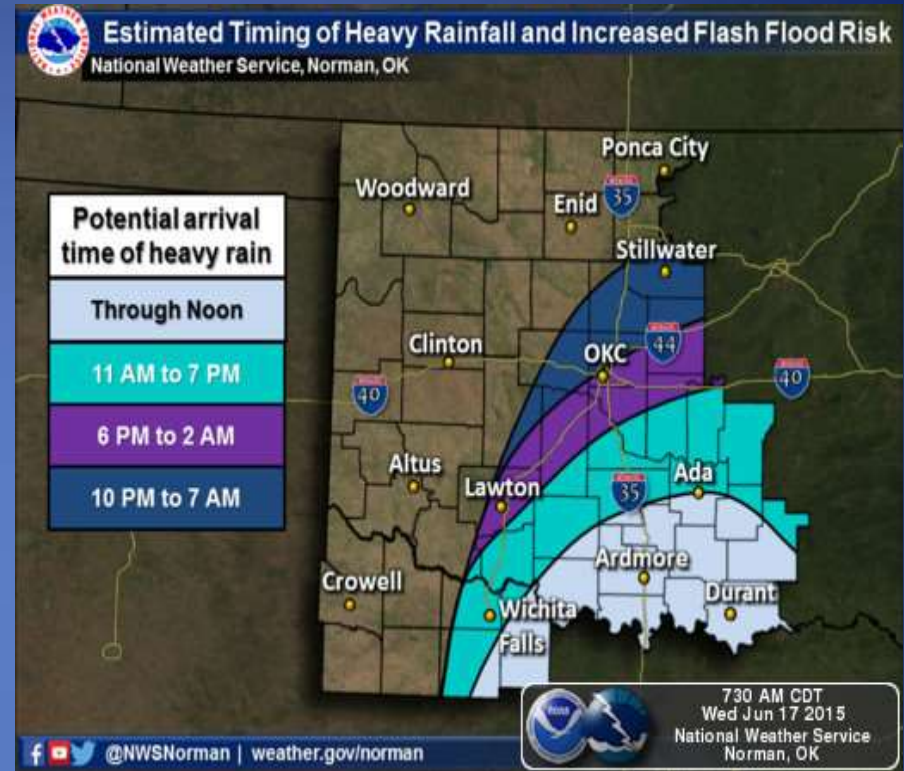 Estimated Timing of Heavy Rainfall and Increased Flash Flood Risk
National Weather Service, Norman, OK
Potential arrival
time of heavy rain
Through Noon
11 AM to 7 PM
6 PM to 2 AM
10 PM to 7 AM
Ponca City
Woodward
35
Enid
Stillwater
Clinton
OKC
44
40
40
Altus
Lawton
35
Ada
Crowell
Ardmore
Durant
Wichita
Falls
730 AM CDT
Wed Jun 17 2015
National Weather Service
Norman, OK
@NWSNorman | weather.gov/norman